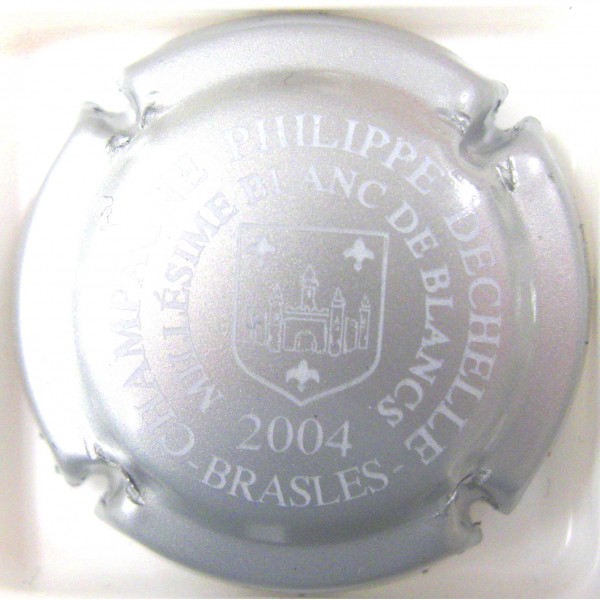 CHAMPAGNE PHILIPPE DECHELLE
MILLÉSIME BLANC DE BLANCS
2004
-BRASLES-